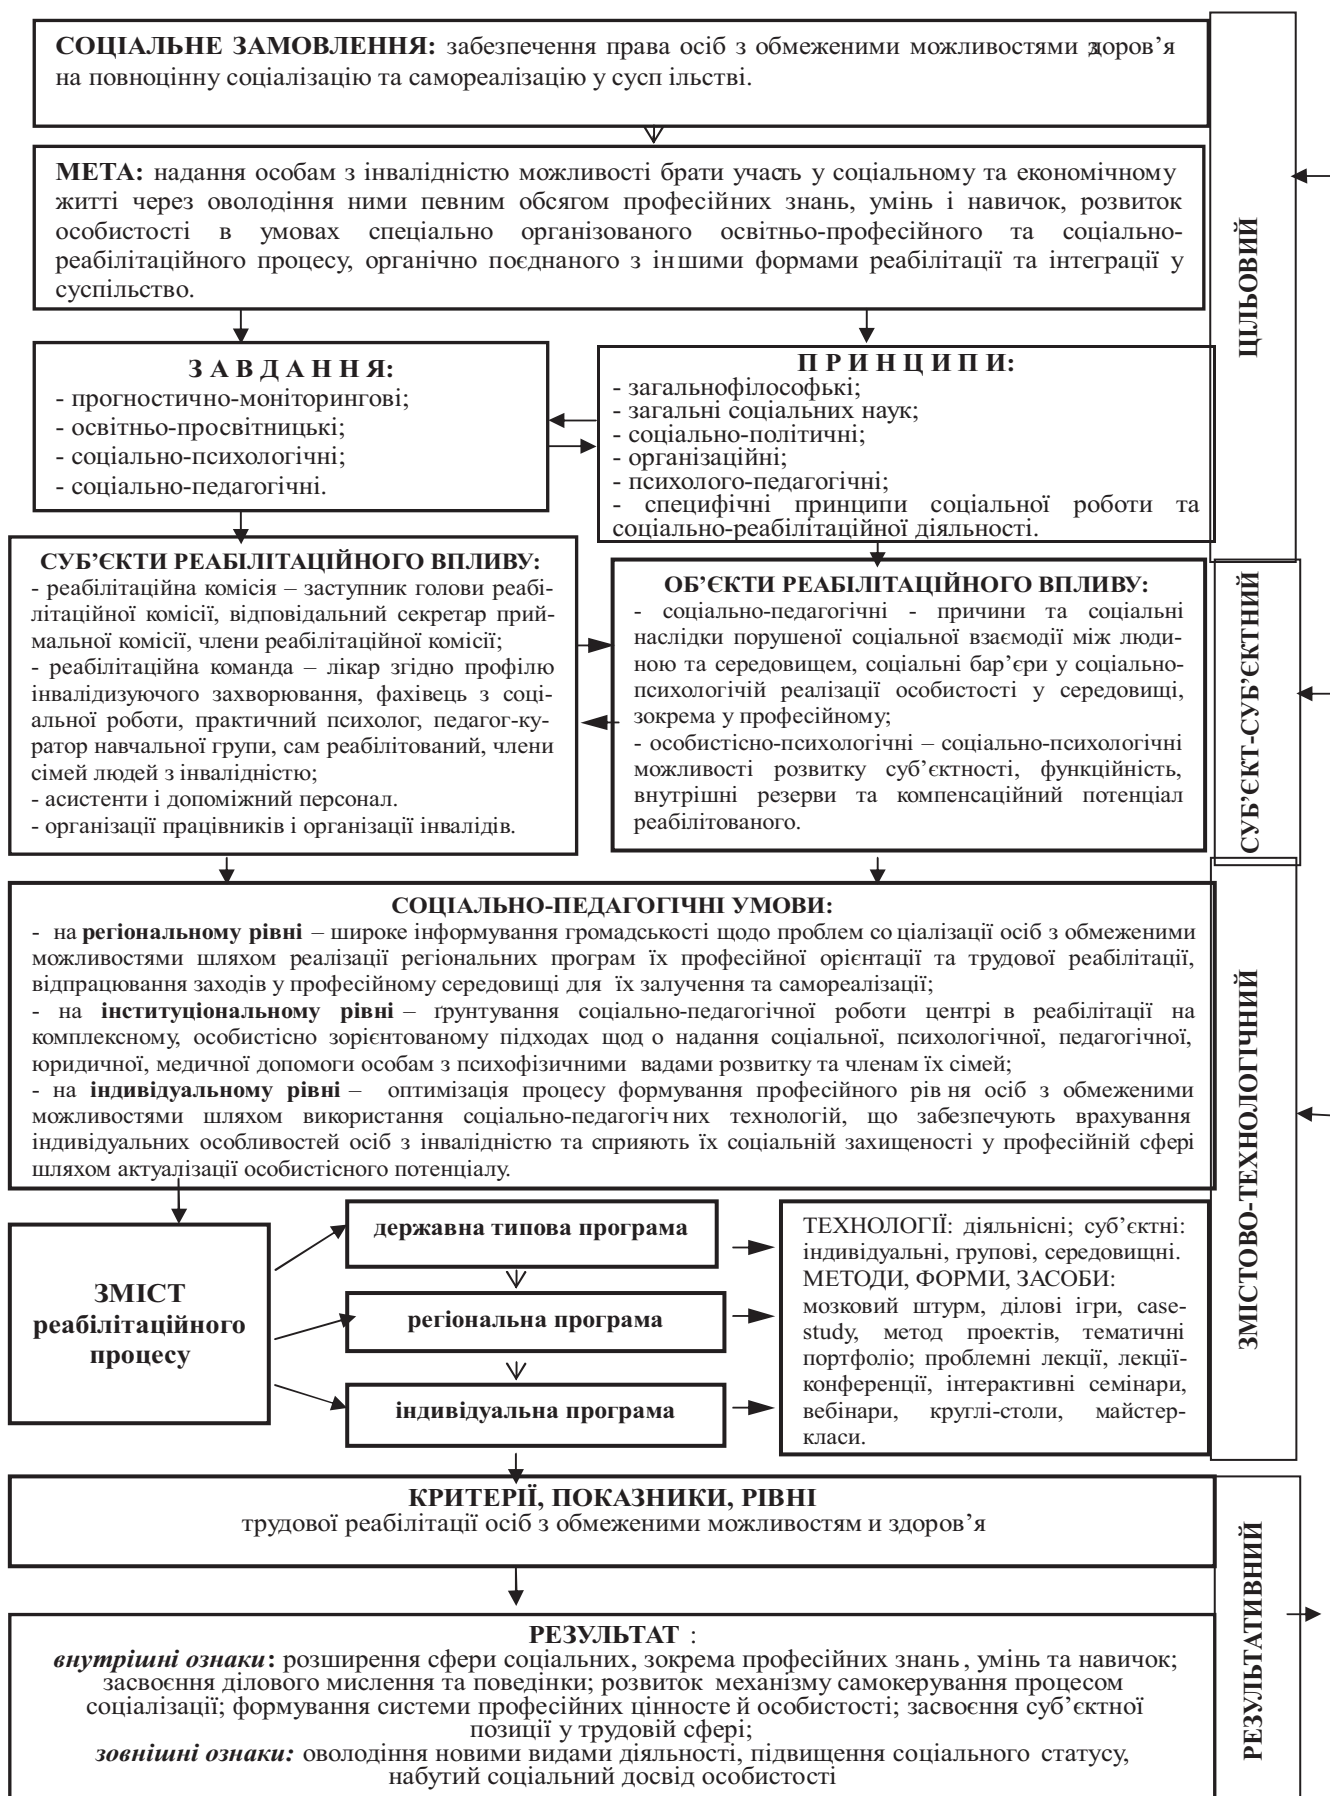 СОЦІАЛЬНЕ ЗАМОВЛЕННЯ: забезпечення права осіб з обмеженими можливостями здоров’я
на повноцінну соціалізацію та самореалізацію у сусп ільстві.
МЕТА: надання особам з інвалідністю можливості брати участь у соціальному та економічному
житті через оволодіння ними певним обсягом професійних знань, умінь і навичок, розвиток
особистості в умовах спеціально організованого освітньо-професійного та соціально-
реабілітаційного процесу, органічно поєднаного з іншими формами реабілітації та інтеграції у
суспільство.
ЦІЛЬОВИЙ
З А В Д А Н Н Я:
- прогностично-моніторингові;
- освітньо-просвітницькі;
- соціально-психологічні;
- соціально-педагогічні.
П Р И Н Ц И П И:
- загальнофілософькі;
- загальні соціальних наук;
- соціально-політичні;
- організаційні;
- психолого-педагогічні;
- специфічні принципи соціальної роботи та
соціально-реабілітаційної діяльності.
СУБ’ЄКТИ РЕАБІЛІТАЦІЙНОГО ВПЛИВУ:
- реабілітаційна комісія – заступник голови реабі-
літаційної комісії, відповідальний секретар прий-
мальної комісії, члени реабілітаційної комісії;
- реабілітаційна команда – лікар згідно профілю
інвалідизуючого захворювання, фахівець з соці-
альної роботи, практичний психолог, педагог-ку-
ратор навчальної групи, сам реабілітований, члени
сімей людей з інвалідністю;
- асистенти і допоміжний персонал.
- організації працівників і організації інвалідів.
ОБ’ЄКТИ РЕАБІЛІТАЦІЙНОГО ВПЛИВУ:
- соціально-педагогічні - причини та соціальні
наслідки порушеної соціальної взаємодії між люди-
ною та середовищем, соціальні бар’єри у соціально-
психологічій реалізації особистості у середовищі,
зокрема у професійному;
- особистісно-психологічні – соціально-психологічні
можливості розвитку суб’єктності, функційність,
внутрішні резерви та компенсаційний потенціал
реабілітованого.
СУБ’ЄКТ-СУБ’ЄКТНИЙ
СОЦІАЛЬНО-ПЕДАГОГІЧНІ УМОВИ:
- на регіональному рівні – широке інформування громадськості щодо проблем со ціалізації осіб з обмеженими
можливостями шляхом реалізації регіональних програм їх професійної орієнтації та трудової реабілітації,
відпрацювання заходів у професійному середовищі для їх залучення та самореалізації;
- на інституціональному рівні – ґрунтування соціально-педагогічної роботи центрі в реабілітації на
комплексному, особистісно зорієнтованому підходах щод о надання соціальної, психологічної, педагогічної,
юридичної, медичної допомоги особам з психофізичними вадами розвитку та членам їх сімей;
- на індивідуальному рівні – оптимізація процесу формування професійного рів ня осіб з обмеженими
можливостями шляхом використання соціально-педагогіч них технологій, що забезпечують врахування
індивідуальних особливостей осіб з інвалідністю та сприяють їх соціальній захищеності у професійній сфері
шляхом актуалізації особистісного потенціалу.
ЗМІСТОВО-ТЕХНОЛОГІЧНИЙ
ЗМІСТ
реабілітаційного
процесу
державна типова програма
регіональна програма
індивідуальна програма
ТЕХНОЛОГІЇ: діяльнісні; суб’єктні:
індивідуальні, групові, середовищні.
МЕТОДИ, ФОРМИ, ЗАСОБИ:
мозковий штурм, ділові ігри, case-
study, метод проектів, тематичні
портфоліо; проблемні лекції, лекції-
конференції, інтерактивні семінари,
вебінари, круглі-столи, майстер-
класи.
КРИТЕРІЇ, ПОКАЗНИКИ, РІВНІ
трудової реабілітації осіб з обмеженими можливостям и здоров’я
РЕЗУЛЬТАТ :
внутрішні ознаки: розширення сфери соціальних, зокрема професійних знань, умінь та навичок;
засвоєння ділового мислення та поведінки; розвиток механізму самокерування процесом
соціалізації; формування системи професійних цінносте й особистості; засвоєння суб’єктної
позиції у трудовій сфері;
зовнішні ознаки: оволодіння новими видами діяльності, підвищення соціального статусу,
набутий соціальний досвід особистості
РЕЗУЛЬТАТИВНИЙ